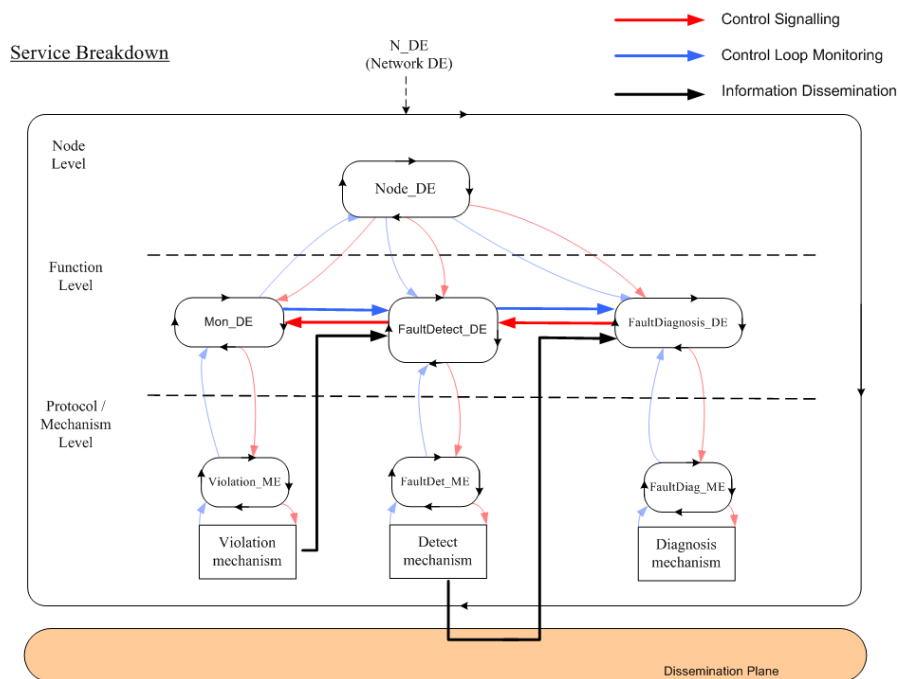 Service Breakdown
N_DE
(Network DE)
Control Signalling
Control Loop Monitoring
Information Dissemination
Node
Level
Node_DE
Function
Level
Mon_DE
FaultDetect_DE
FaultDiagnosis_DE
Protocol /
Mechanism
Level
Violation_ME
FaultDet_ME
FaultDiag_ME
Violation
mechanism
Detect
mechanism
Diagnosis
mechanism
Dissemination Plane